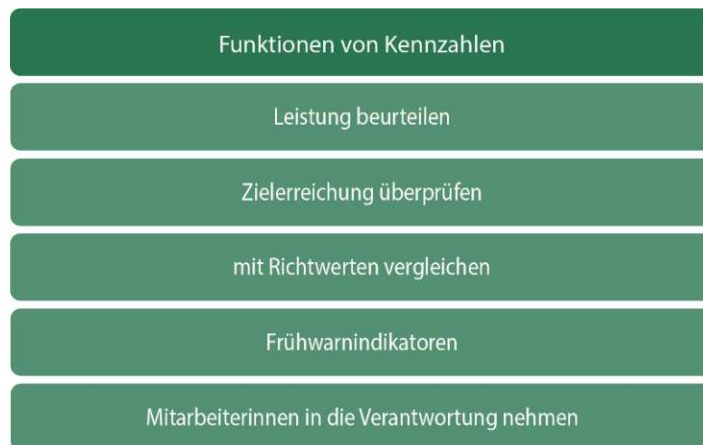 Funktionen von Kennzahlen
Leistung beurteilen
Zielerreichung überprüfen
mit Richtwerten vergleichen
Frühwarnindikatoren
Mitarbeiterinnen in die Verantwortung nehmen